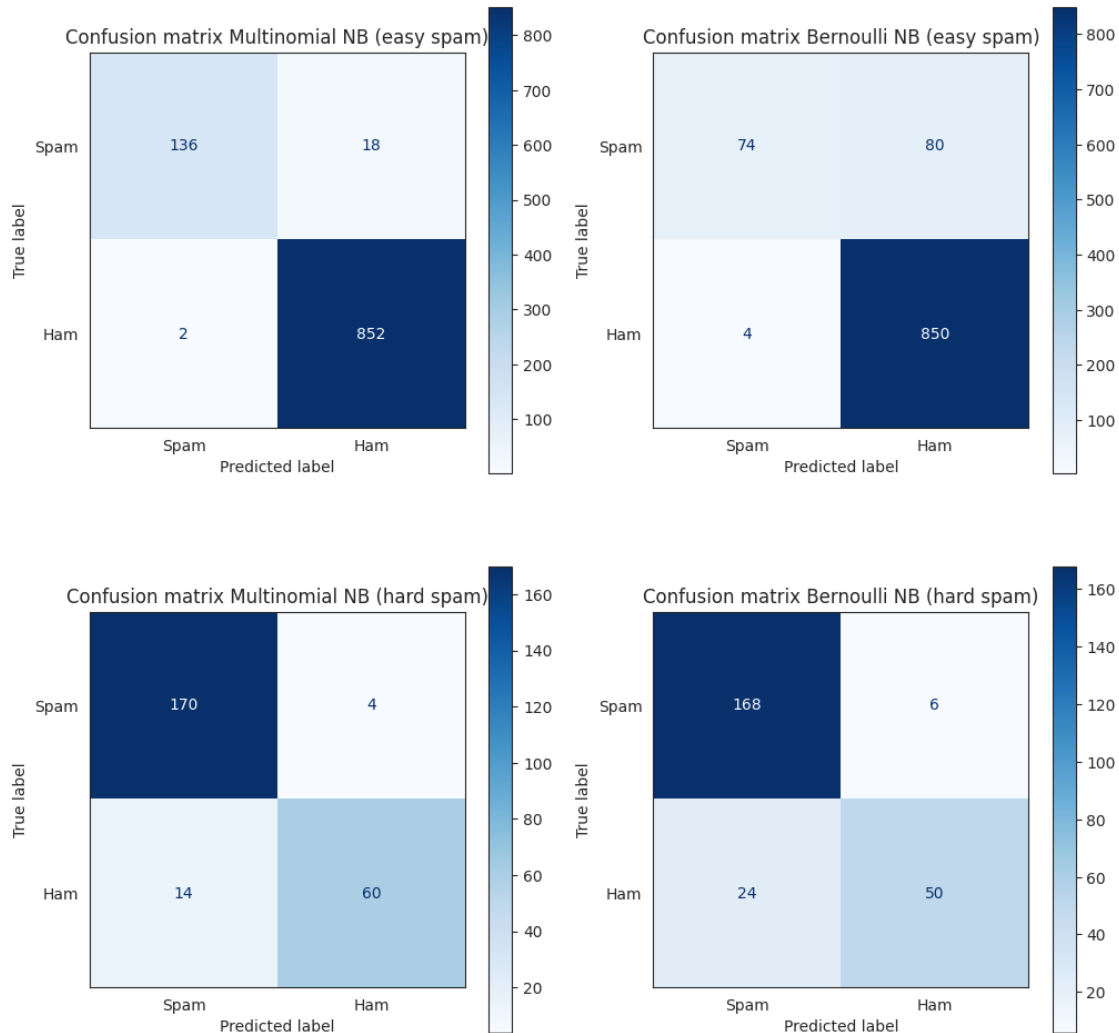 Confusion matrix Multinomial NB (easy spam)
True label
Spam
Ham
136
18
2
852
Spam
Ham
Predicted label
800
700
600
500
400
300
200
100
Confusion matrix Bernoulli NB (easy spam)
True label
Spam
Ham
74
80
4
850
Spam
Ham
Predicted label
800
700
600
500
400
300
200
100
Confusion matrix Multinomial NB (hard spam)
True label
Spam
Ham
170
4
14
60
Spam
Ham
Predicted label
160
140
120
100
80
60
40
20
Confusion matrix Bernoulli NB (hard spam)
True label
Spam
Ham
168
6
24
50
Spam
Ham
Predicted label
160
140
120
100
80
60
40
20